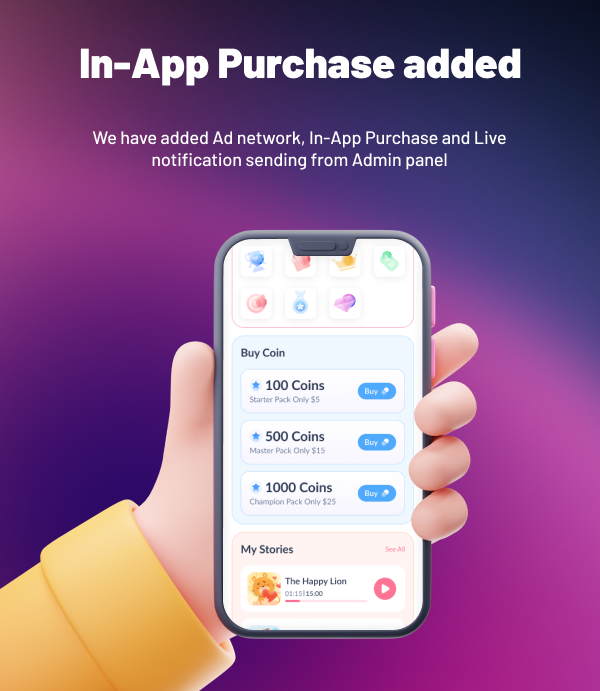 In-App Purchase added
We have added Ad network, In-App Purchase and Live
notification sending from Admin panel
Buy Coin
100 Coins
Starter Pack Only $5
Buy
500 Coins
Master Pack Only $15
Buy
1000 Coins
Champion Pack Only $25
Buy
My Stories
See All
The Happy Lion
01:15|15:00